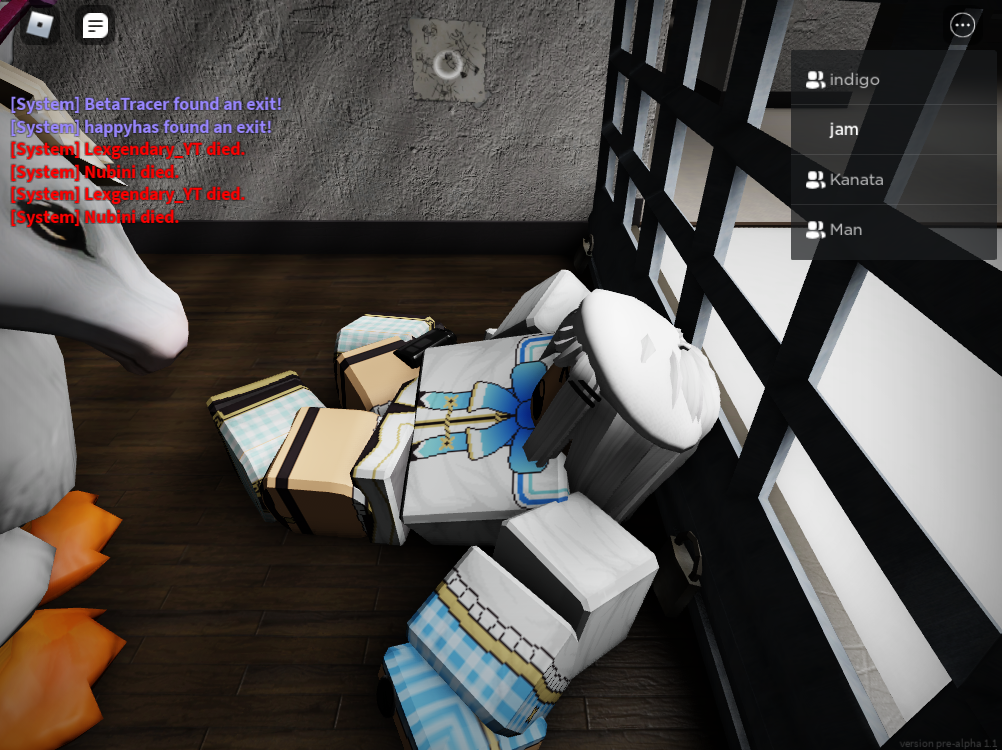 [System] BetaTracer found an exit!
[System] happyhas found an exit!
[System] Lexgendary_YT died.
[System] Nubini died.
[System] Lexgendary_YT died.
[System] Nubini died.
indigo
jam
Kanata
Man
version pre-alpha 1.1